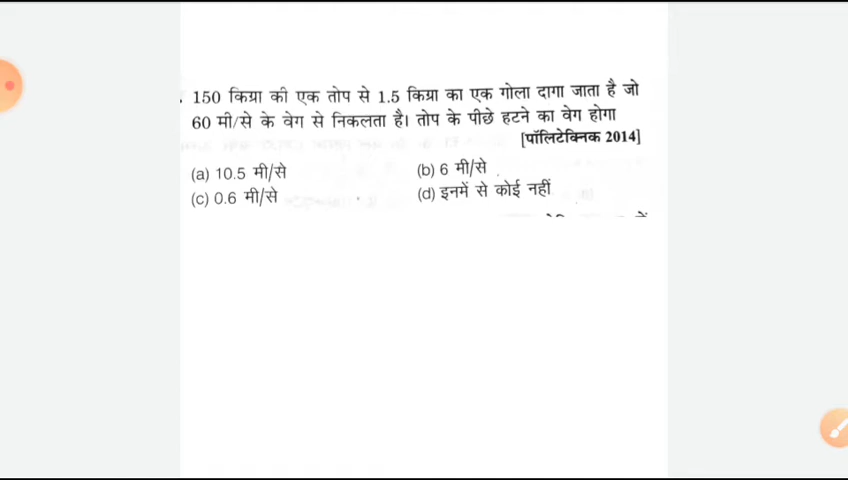 150 किग्रा की एक तोप से 1.5 किग्रा का एक गोला दागा जाता है जो
60 मी/से के वेग से निकलता है। तोप के पीछे हटने का वेग होगा
[पॉलिटेक्निक 2014]
(a) 10.5 मी/से (b) 6 मी/से
(c) 0.6 मी/से (d) इनमें से कोई नहीं